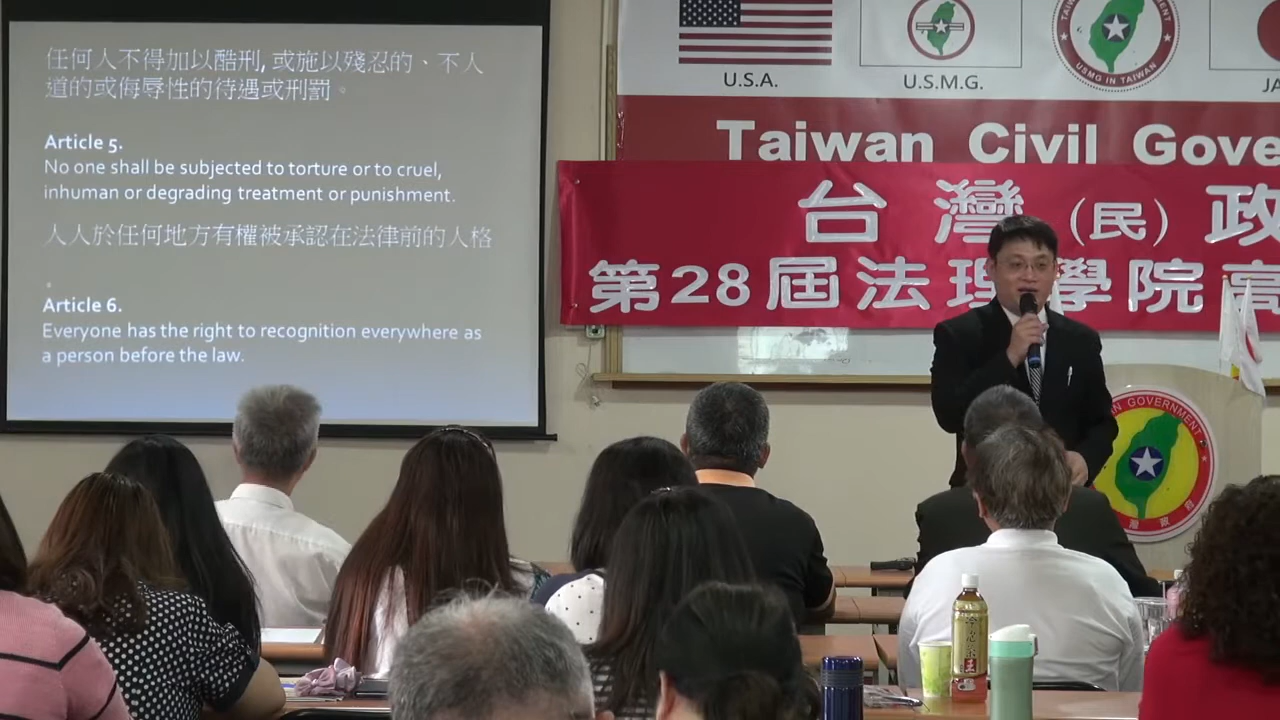 任何人不得加以酷刑, 或施以殘忍的、不人
道的或侮辱性的待遇或刑罰。
Article 5.
No one shall be subjected to torture or to cruel,
inhuman or degrading treatment or punishment.
人人於任何地方有權被承認在法律前的人格
。
Article 6.
Everyone has the right to recognition everywhere as
a person before the law.
U.S.A.
U.S.M.G.
USMG IN TAIWAN
JA
Taiwan Civil Gove
台灣(民)政
第28屆法理學院高
GOVERNMENT